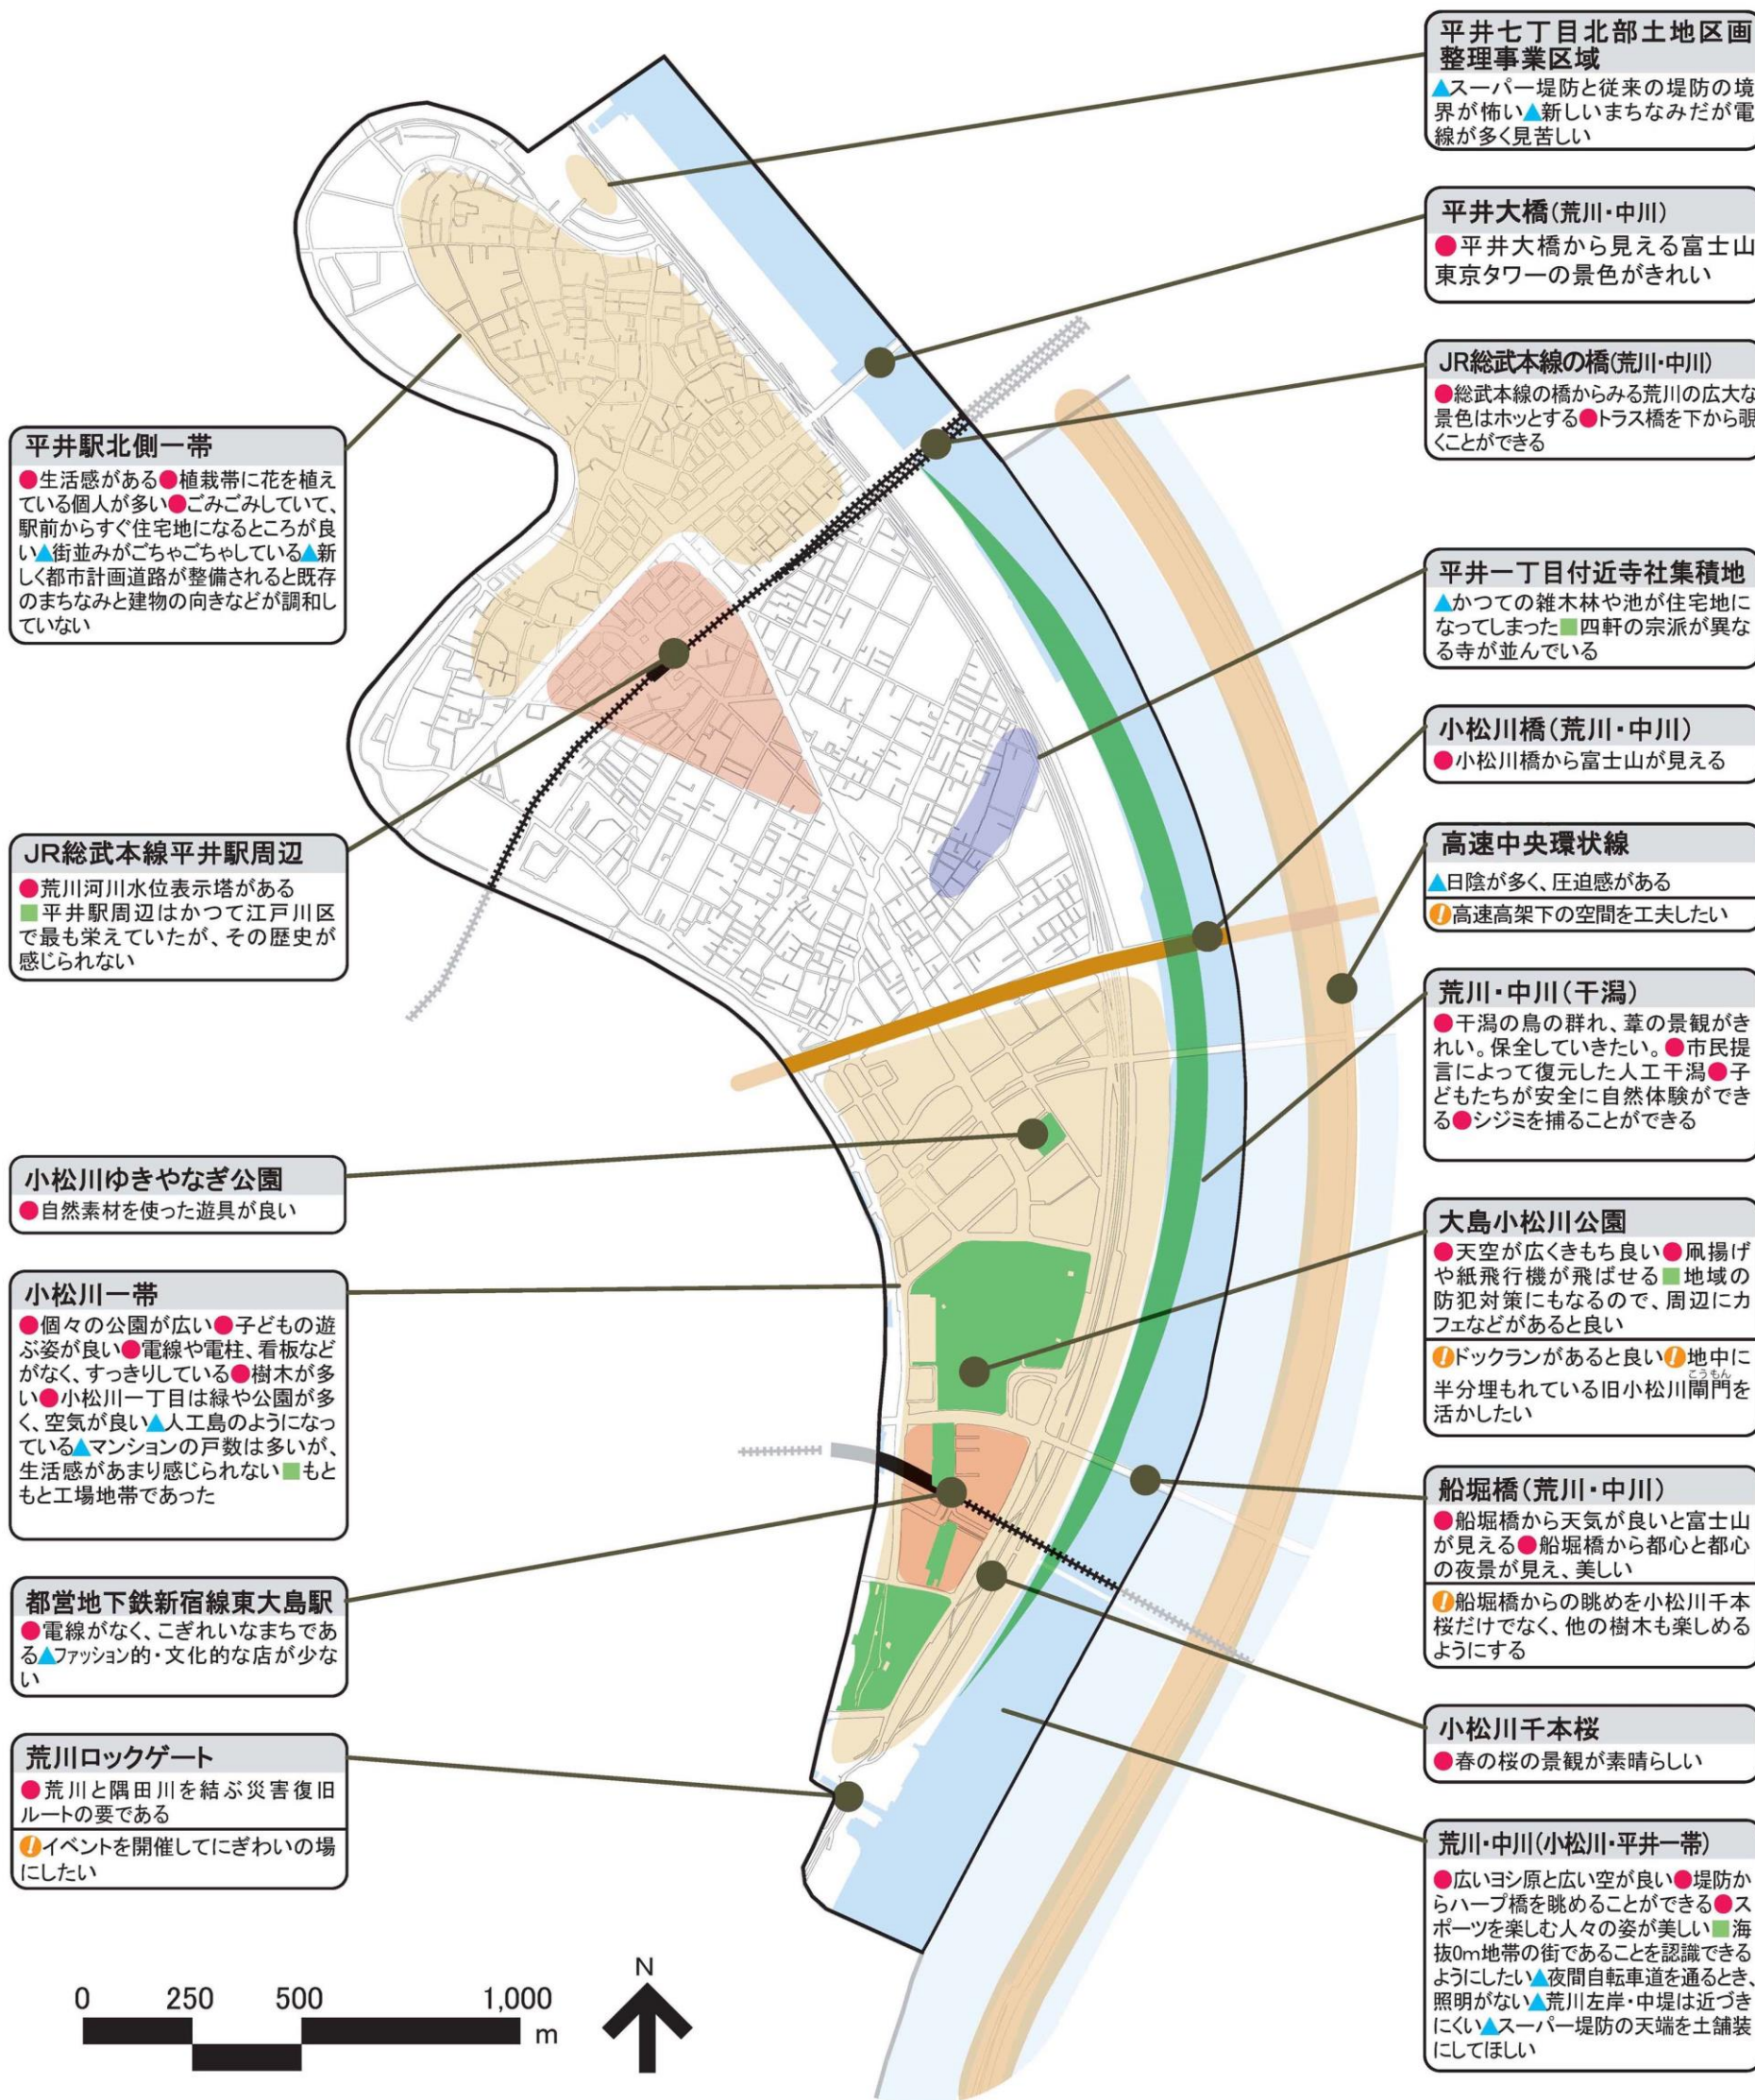 平井七丁目北部土地区画
整理事業区域
▲スーパー堤防と従来の堤防の境
界が怖い▲新しいまちなみだが電
線が多く見苦しい
平井大橋(荒川・中川)
●平井大橋から見える富士山
東京タワーの景色がきれい
JR総武本線の橋(荒川・中川)
●総武本線の橋からみる荒川の広大な
景色はホッとする●トラス橋を下から覗
くことができる
平井一丁目付近寺社集積地
▲かつての雑木林や池が住宅地に
なってしまった■四軒の宗派が異な
る寺が並んでいる
小松川橋(荒川・中川)
●小松川橋から富士山が見える
高速中央環状線
▲日陰が多く、圧迫感がある
!高速高架下の空間を工夫したい
荒川・中川(干潟)
●干潟の鳥の群れ、葦の景観がき
れい。保全していきたい。●市民提
言によって復元した人工干潟●子
どもたちが安全に自然体験ができ
る●シジミを捕ることができる
大島小松川公園
●天空が広くきもち良い●凧揚げ
や紙飛行機が飛ばせる■地域の
防犯対策にもなるので、周辺にカ
フェなどがあると良い
!ドックランがあると良い!地中に
半分埋もれている旧小松川閘門を
こうもん
活かしたい
船堀橋(荒川・中川)
●船堀橋から天気が良いと富士山
が見える●船堀橋から都心と都心
の夜景が見え、美しい
!船堀橋からの眺めを小松川千本
桜だけでなく、他の樹木も楽しめる
ようにする
小松川千本桜
●春の桜の景観が素晴らしい
荒川・中川(小松川・平井一帯)
●広いヨシ原と広い空が良い●堤防か
らハープ橋を眺めることができる●ス
ポーツを楽しむ人々の姿が美しい■海
抜0m地帯の街であることを認識できる
ようにしたい▲夜間自転車道を通るとき、
照明がない▲荒川左岸・中堤は近づき
にくい▲スーパー堤防の天端を土舗装
にしてほしい
平井駅北側一帯
●生活感がある●植栽帯に花を植え
ている個人が多い●ごみごみしていて、
駅前からすぐ住宅地になるところが良
い▲街並みがごちゃごちゃしている▲新
しく都市計画道路が整備されると既存
のまちなみと建物の向きなどが調和し
ていない
JR総武本線平井駅周辺
●荒川河川水位表示塔がある
■平井駅周辺はかつて江戸川区
で最も栄えていたが、その歴史が
感じられない
小松川ゆきやなぎ公園
●自然素材を使った遊具が良い
小松川一帯
●個々の公園が広い●子どもの遊
ぶ姿が良い●電線や電柱、看板など
がなく、すっきりしている●樹木が多
い●小松川一丁目は緑や公園が多
く、空気が良い▲人工島のようになっ
ている▲マンションの戸数は多いが、
生活感があまり感じられない■もと
もと工場地帯であった
都営地下鉄新宿線東大島駅
●電線がなく、こぎれいなまちであ
る▲ファッション的・文化的な店が少な
い
荒川ロックゲート
●荒川と隅田川を結ぶ災害復旧
ルートの要である
!イベントを開催してにぎわいの場
にしたい
0 250 500 1,000
m
N